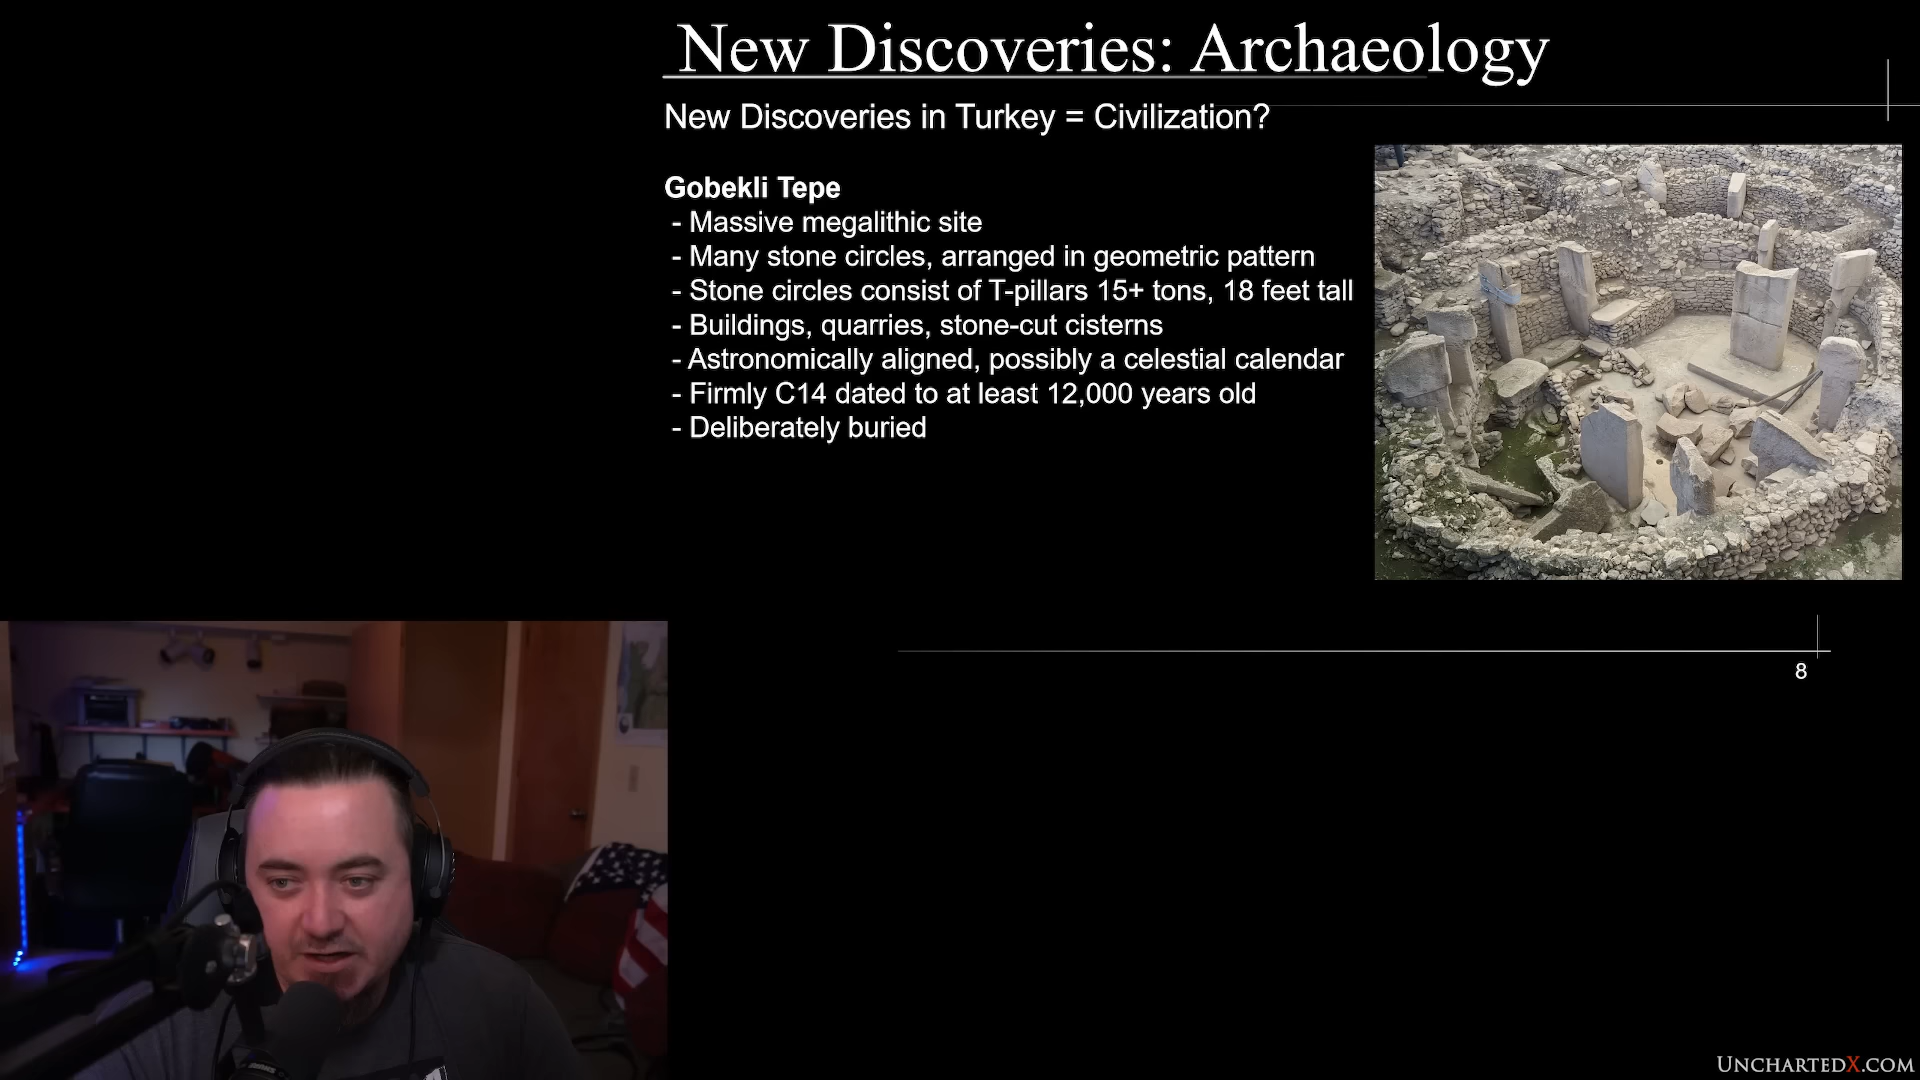 New Discoveries: Archaeology
New Discoveries in Turkey = Civilization?
Gobekli Tepe
- Massive megalithic site
- Many stone circles, arranged in geometric pattern
- Stone circles consist of T-pillars 15+ tons, 18 feet tall
- Buildings, quarries, stone-cut cisterns
- Astronomically aligned, possibly a celestial calendar
- Firmly C14 dated to at least 12,000 years old
- Deliberately buried
8
UNCHARTEDX.COM